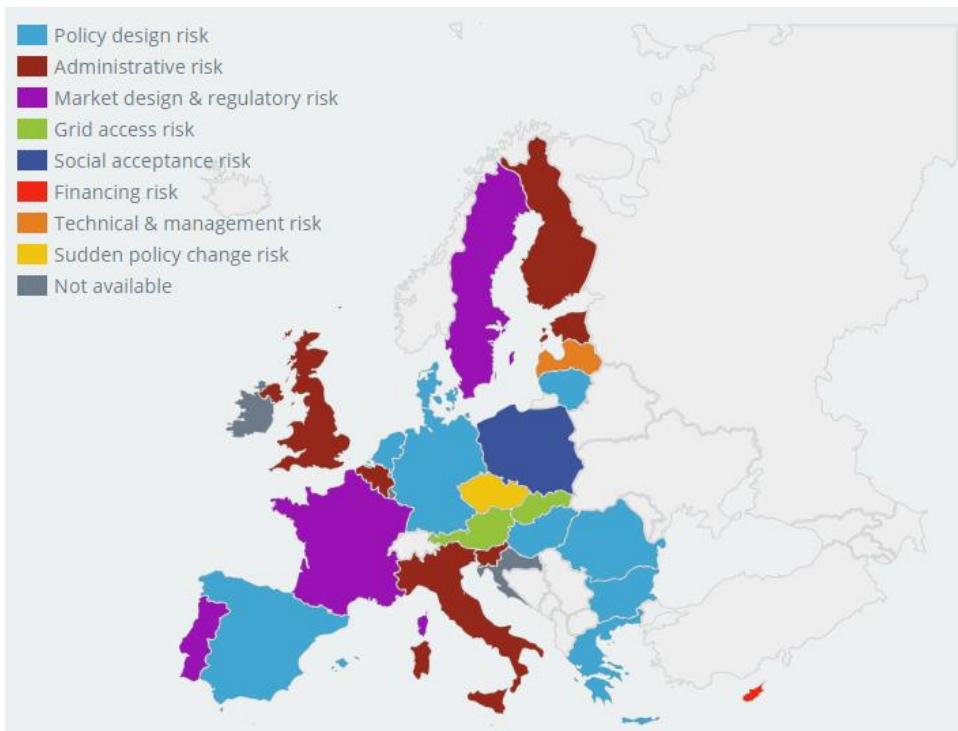 Policy design risk
Administrative risk
Market design & regulatory risk
Grid access risk
Social acceptance risk
Financing risk
Technical & management risk
Sudden policy change risk
Not available